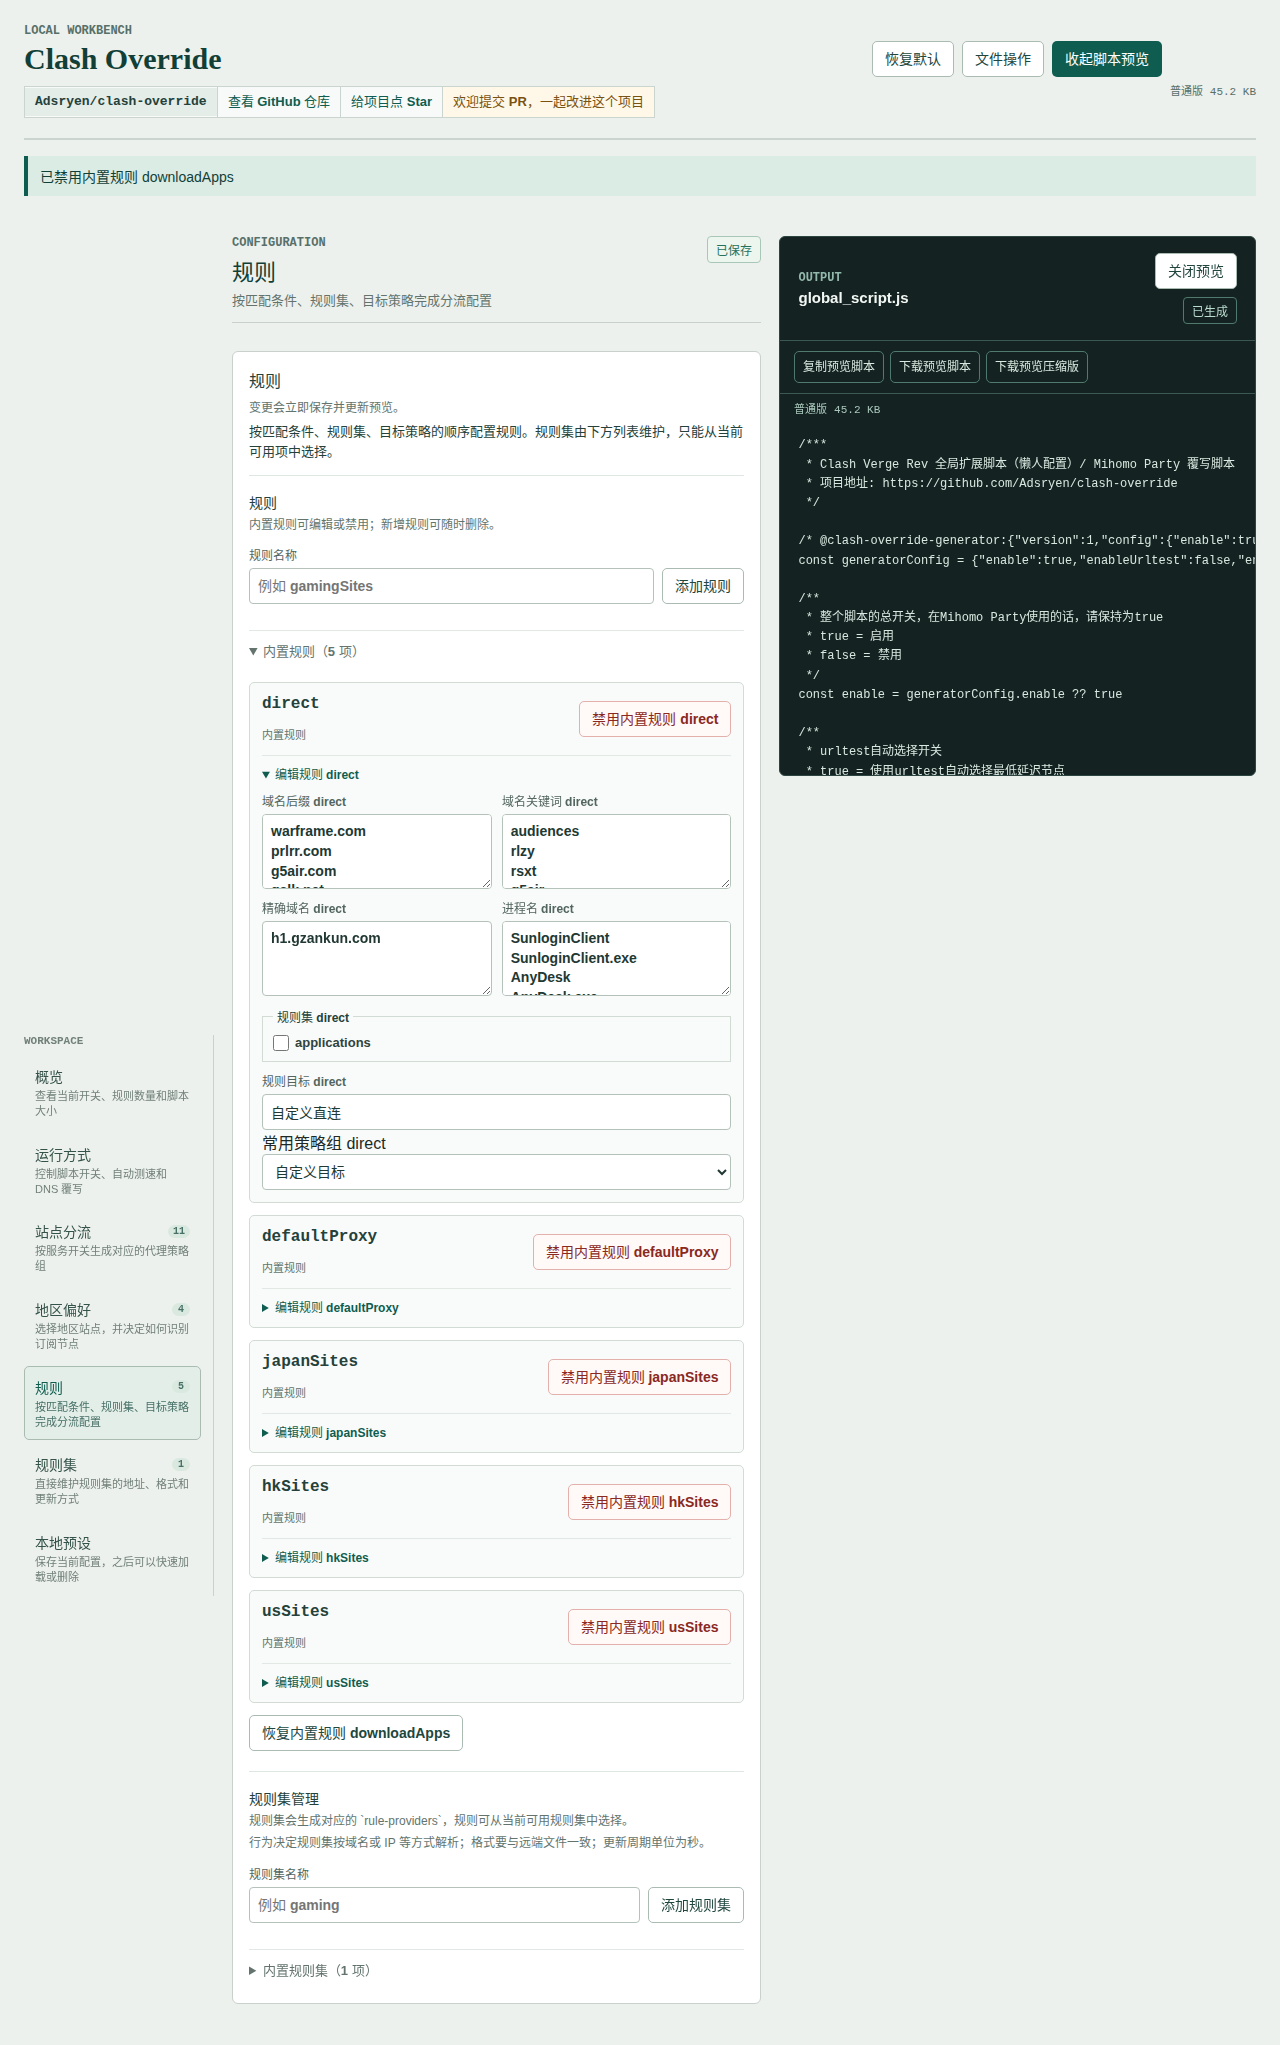 LOCAL WORKBENCH
Clash Override
恢复默认
文件操作
收起脚本预览
Adsryen/clash-override
查看 GitHub 仓库
给项目点 Star
欢迎提交 PR，一起改进这个项目
普通版 45.2 KB
已禁用内置规则 downloadApps
CONFIGURATION
已保存
规则
按匹配条件、规则集、目标策略完成分流配置
规则
变更会立即保存并更新预览。
按匹配条件、规则集、目标策略的顺序配置规则。规则集由下方列表维护，只能从当前
可用项中选择。
规则
内置规则可编辑或禁用；新增规则可随时删除。
规则名称
例如 gamingSites
添加规则
▼ 内置规则（5 项）
direct
禁用内置规则 direct
内置规则
▼ 编辑规则 direct
域名后缀 direct
域名关键词 direct
warframe.com
prlrr.com
g5air.com
audiences
rlzy
rsxt
精确域名 direct
进程名 direct
h1.gzankun.com
SunloginClient
SunloginClient.exe
AnyDesk
AnyDesk.exe
规则集 direct
applications
规则目标 direct
自定义直连
常用策略组 direct
自定义目标
defaultProxy
禁用内置规则 defaultProxy
内置规则
▶ 编辑规则 defaultProxy
japanSites
禁用内置规则 japanSites
内置规则
▶ 编辑规则 japanSites
hkSites
禁用内置规则 hkSites
内置规则
▶ 编辑规则 hkSites
usSites
禁用内置规则 usSites
内置规则
▶ 编辑规则 usSites
恢复内置规则 downloadApps
规则集管理
规则集会生成对应的 `rule-providers`，规则可从当前可用规则集中选择。
行为决定规则集按域名或 IP 等方式解析；格式要与远端文件一致；更新周期单位为秒。
规则集名称
例如 gaming
添加规则集
▶ 内置规则集（1 项）
OUTPUT
global_script.js
关闭预览
已生成
复制预览脚本
下载预览脚本
下载预览压缩版
普通版 45.2 KB
/***
 * Clash Verge Rev 全局扩展脚本（懒人配置）/ Mihomo Party 覆写脚本
 * 项目地址: https://github.com/Adsryen/clash-override
 */
/* @clash-override-generator:{"version":1,"config":{"enable":tru
const generatorConfig = {"enable":true,"enableUrltest":false,"en
/**
 * 整个脚本的总开关，在Mihomo Party使用的话，请保持为true
 * true = 启用
 * false = 禁用
 */
const enable = generatorConfig.enable ?? true
/**
 * urltest自动选择开关
 * true = 使用urltest自动选择最低延迟节点
WORKSPACE
概览
查看当前开关、规则数量和脚本
大小
运行方式
控制脚本开关、自动测速和
DNS 覆写
站点分流
11
按服务开关生成对应的代理策略
组
地区偏好
4
选择地区站点，并决定如何识别
订阅节点
规则
5
按匹配条件、规则集、目标策略
完成分流配置
规则集
1
直接维护规则集的地址、格式和
更新方式
本地预设
保存当前配置，之后可以快速加
载或删除